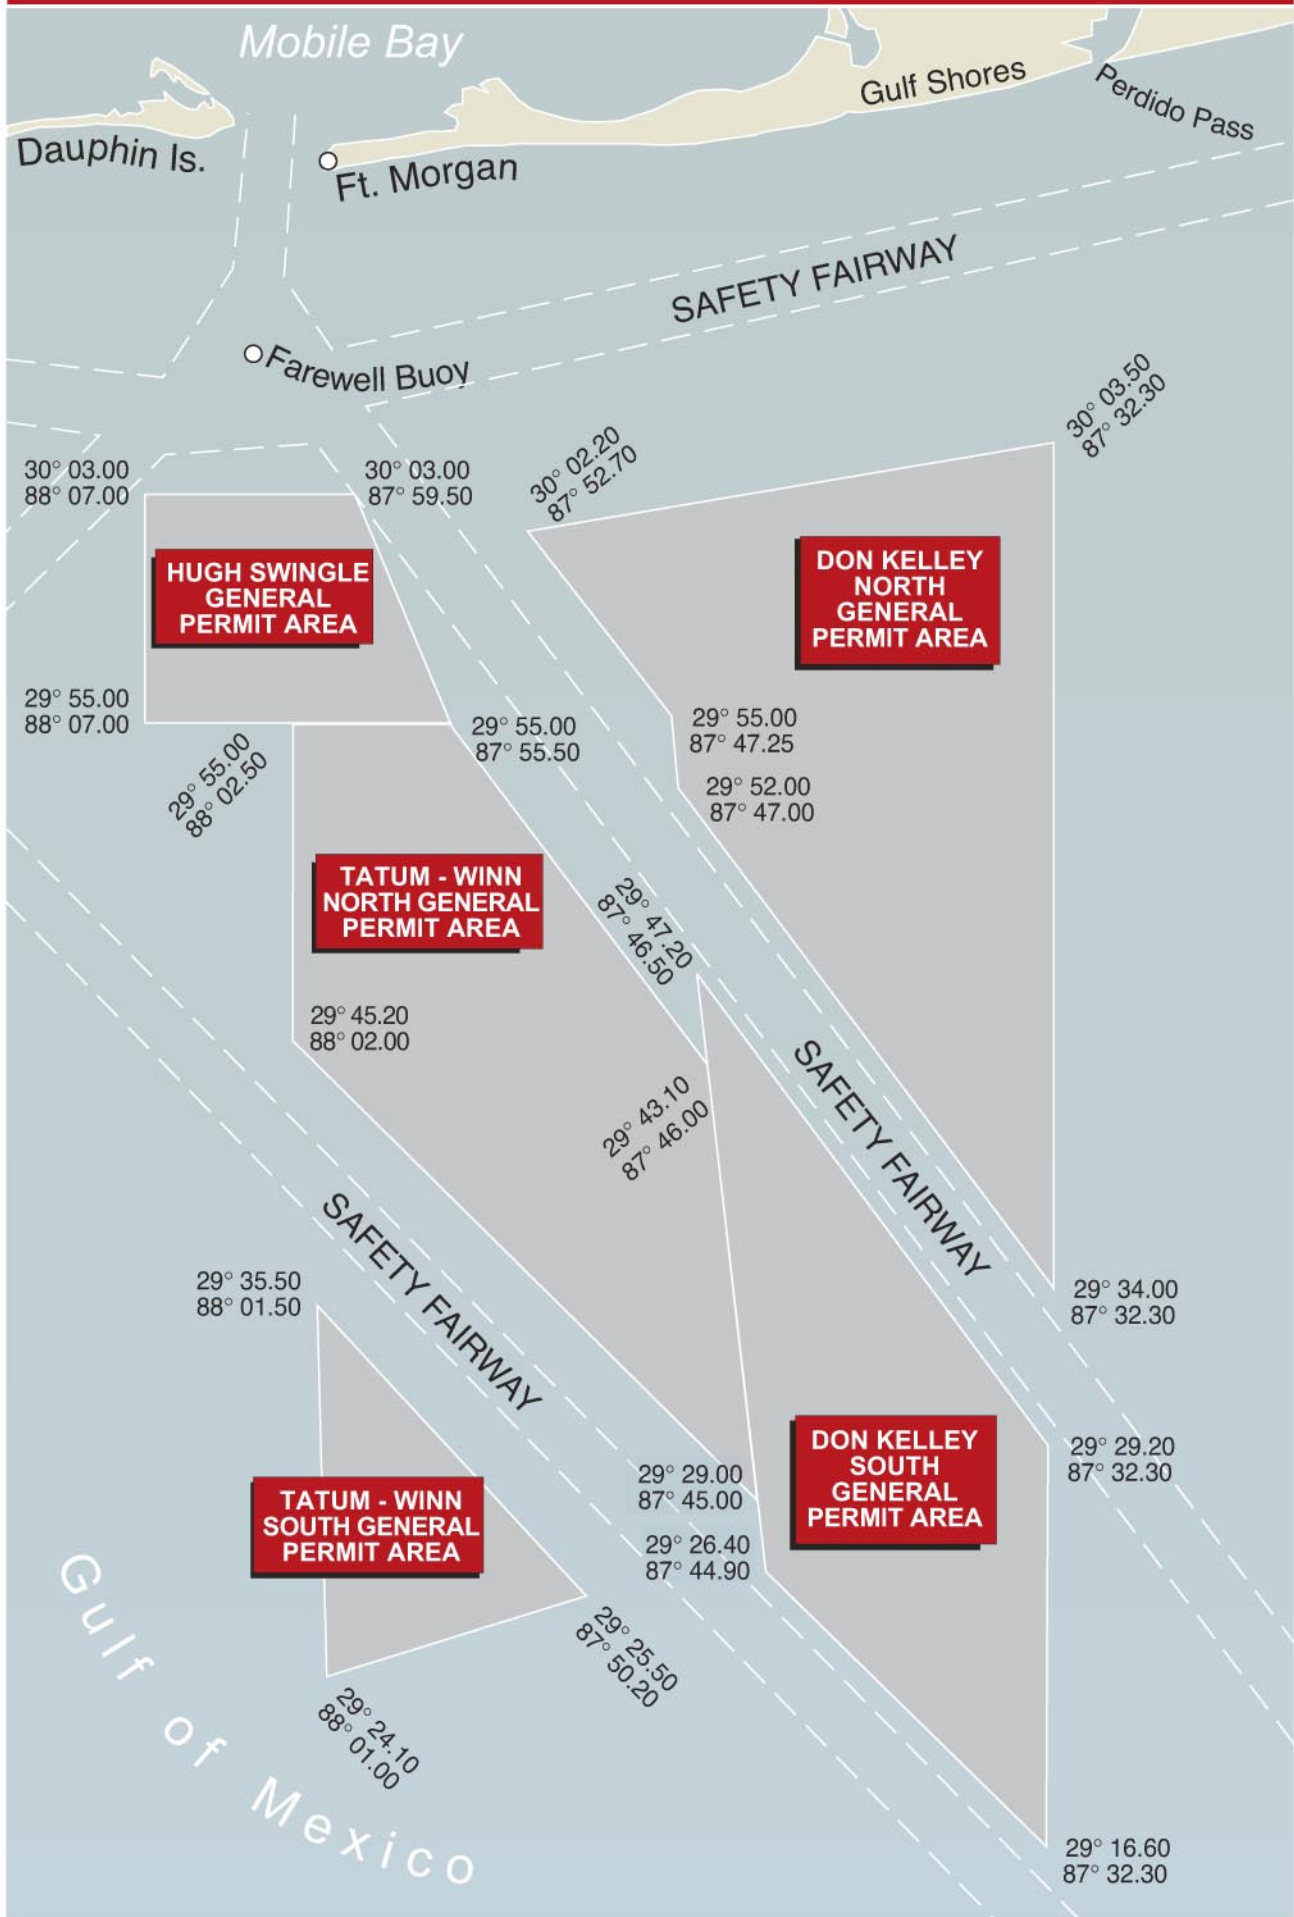 Mobile Bay
Gulf Shores
Perdido Pass
Dauphin Is.
Ft. Morgan
SAFETY FAIRWAY
Farewell Buoy
30° 03.50
87° 32.30
30° 03.00
88° 07.00
30° 03.00
87° 59.50
30° 02.20
87° 52.70
HUGH SWINGLE
GENERAL
PERMIT AREA
DON KELLEY
NORTH
GENERAL
PERMIT AREA
29° 55.00
88° 07.00
29° 55.00
88° 02.50
29° 55.00
87° 55.50
29° 55.00
87° 47.25
29° 52.00
87° 47.00
TATUM - WINN
NORTH GENERAL
PERMIT AREA
29° 47.20
87° 46.50
29° 45.20
88° 02.00
29° 43.10
87° 46.00
SAFETY FAIRWAY
SAFETY FAIRWAY
29° 35.50
88° 01.50
29° 34.00
87° 32.30
DON KELLEY
SOUTH
GENERAL
PERMIT AREA
29° 29.20
87° 32.30
29° 29.00
87° 45.00
29° 26.40
87° 44.90
TATUM - WINN
SOUTH GENERAL
PERMIT AREA
29° 25.50
87° 50.20
29° 24.10
88° 01.00
Gulf of Mexico
29° 16.60
87° 32.30